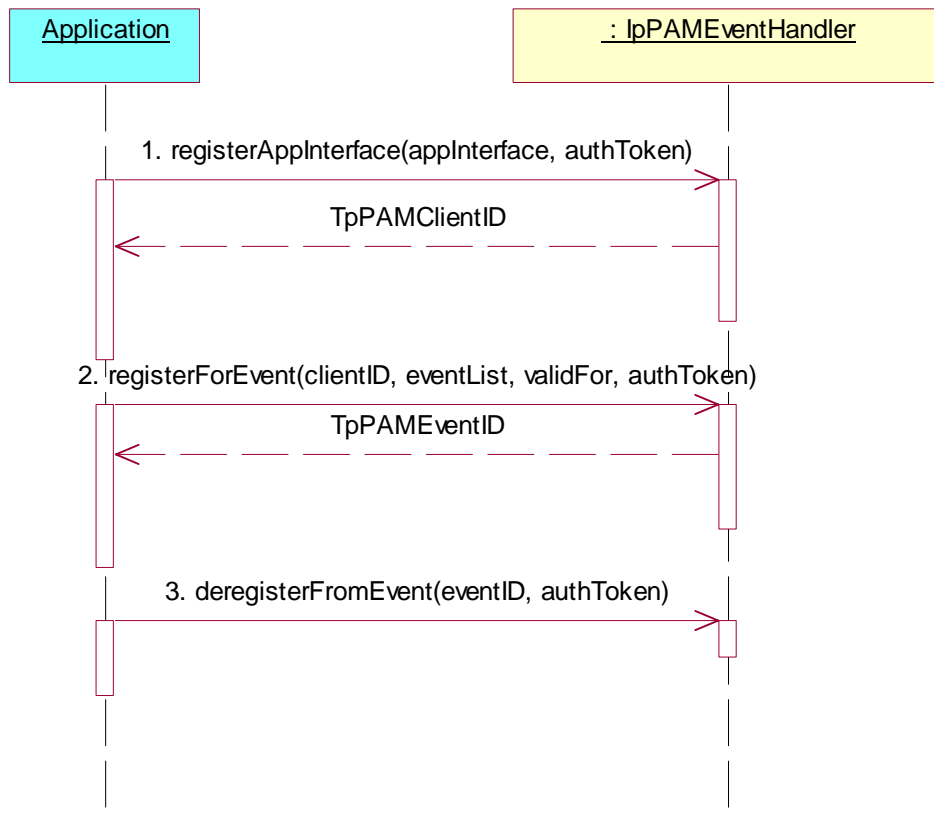 Application
: IpPAMEventHandler
1. registerAppInterface(appInterface, authToken)
TpPAMClientID
2. registerForEvent(clientID, eventList, validFor, authToken)
TpPAMEventID
3. deregisterFromEvent(eventID, authToken)